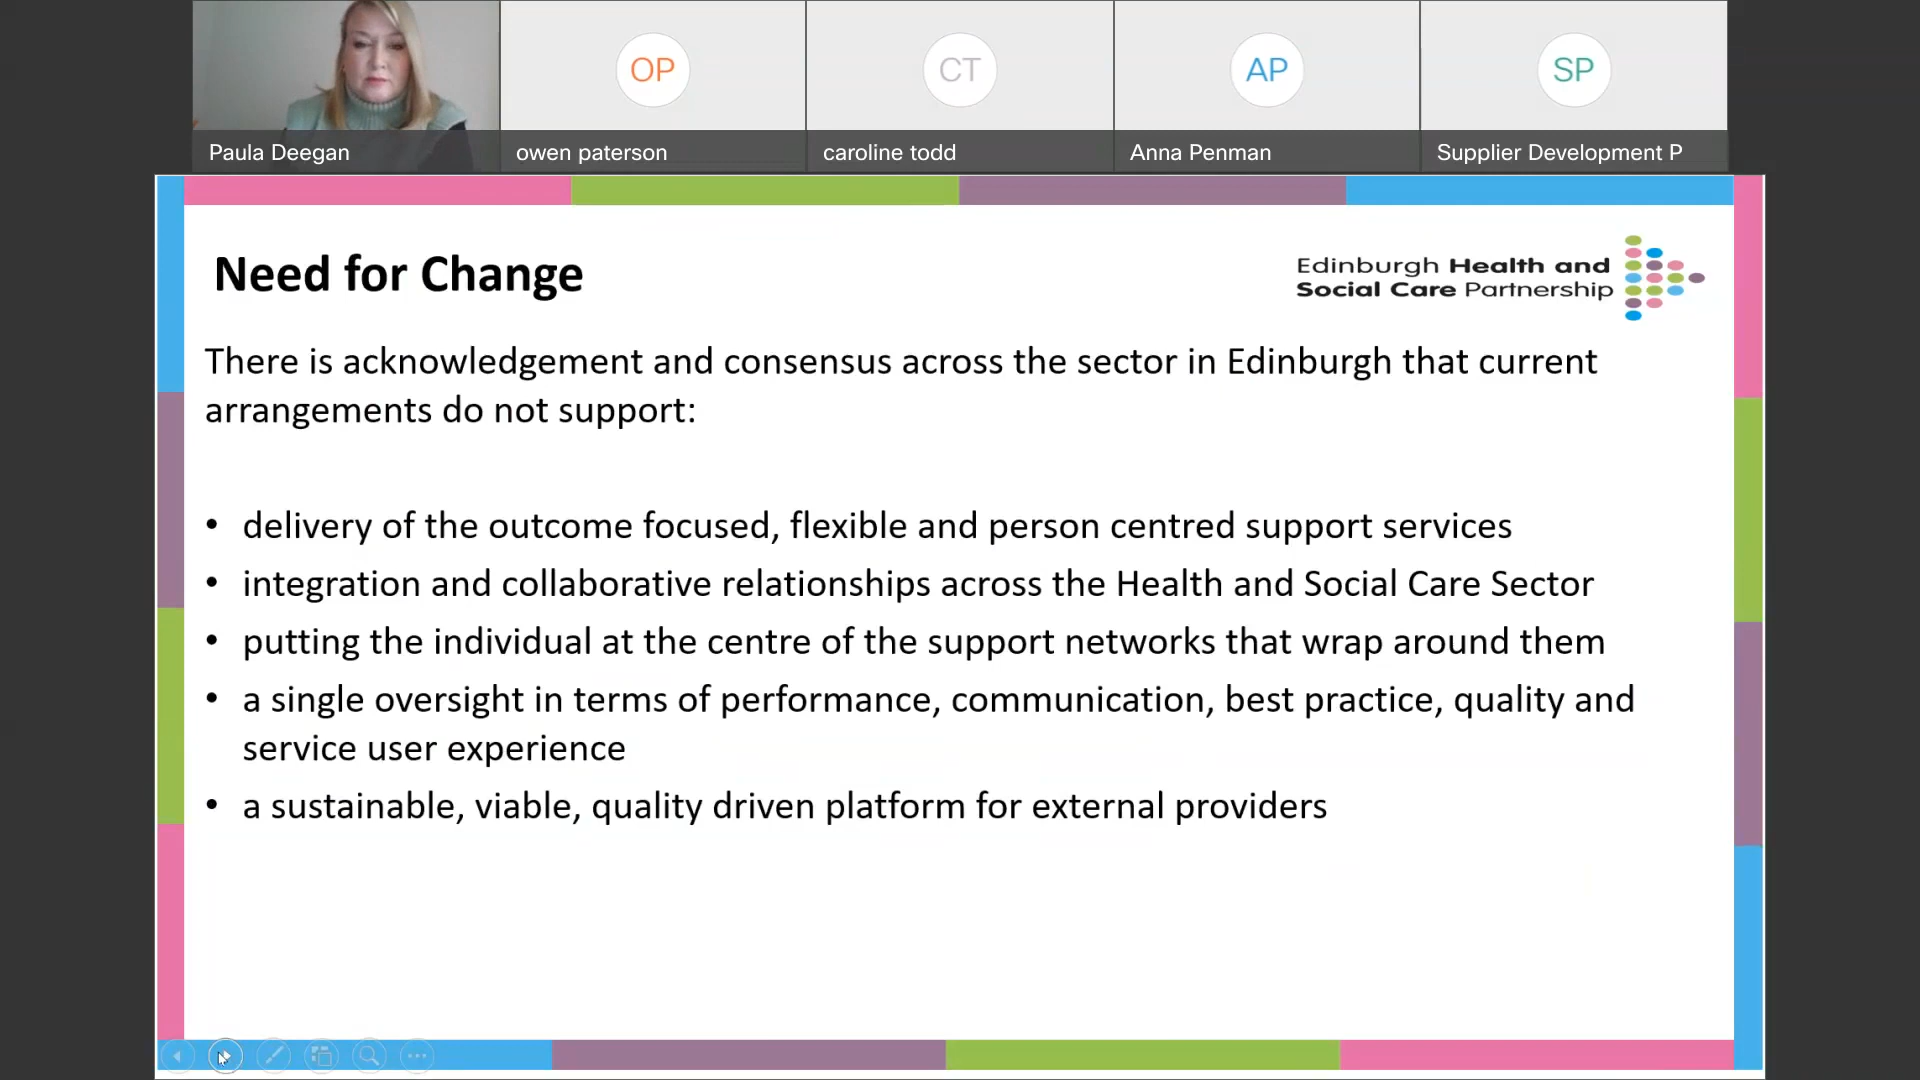 OP
CT
AP
SP
Paula Deegan
owen paterson
caroline todd
Anna Penman
Supplier Development P
Need for Change
Edinburgh Health and
Social Care Partnership
There is acknowledgement and consensus across the sector in Edinburgh that current
arrangements do not support:
• delivery of the outcome focused, flexible and person centred support services
• integration and collaborative relationships across the Health and Social Care Sector
• putting the individual at the centre of the support networks that wrap around them
• a single oversight in terms of performance, communication, best practice, quality and
service user experience
• a sustainable, viable, quality driven platform for external providers